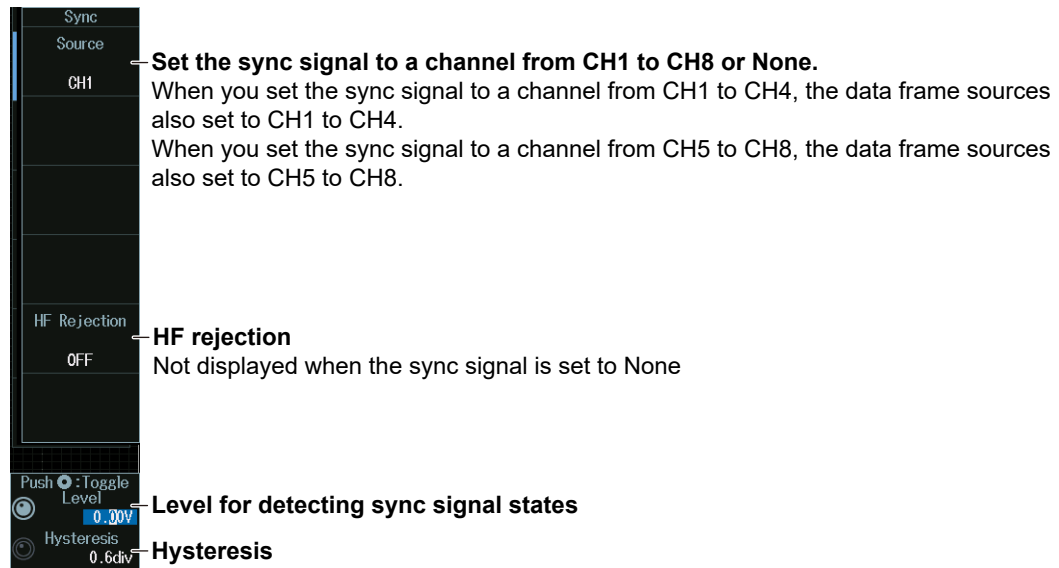 Sync
Source
CH1
Set the sync signal to a channel from CH1 to CH8 or None.
When you set the sync signal to a channel from CH1 to CH4, the data frame sources
also set to CH1 to CH4.
When you set the sync signal to a channel from CH5 to CH8, the data frame sources
also set to CH5 to CH8.
HF Rejection
OFF
HF rejection
Not displayed when the sync signal is set to None
Push :Toggle
Level
0.00V
Level for detecting sync signal states
Hysteresis
0.6div
Hysteresis